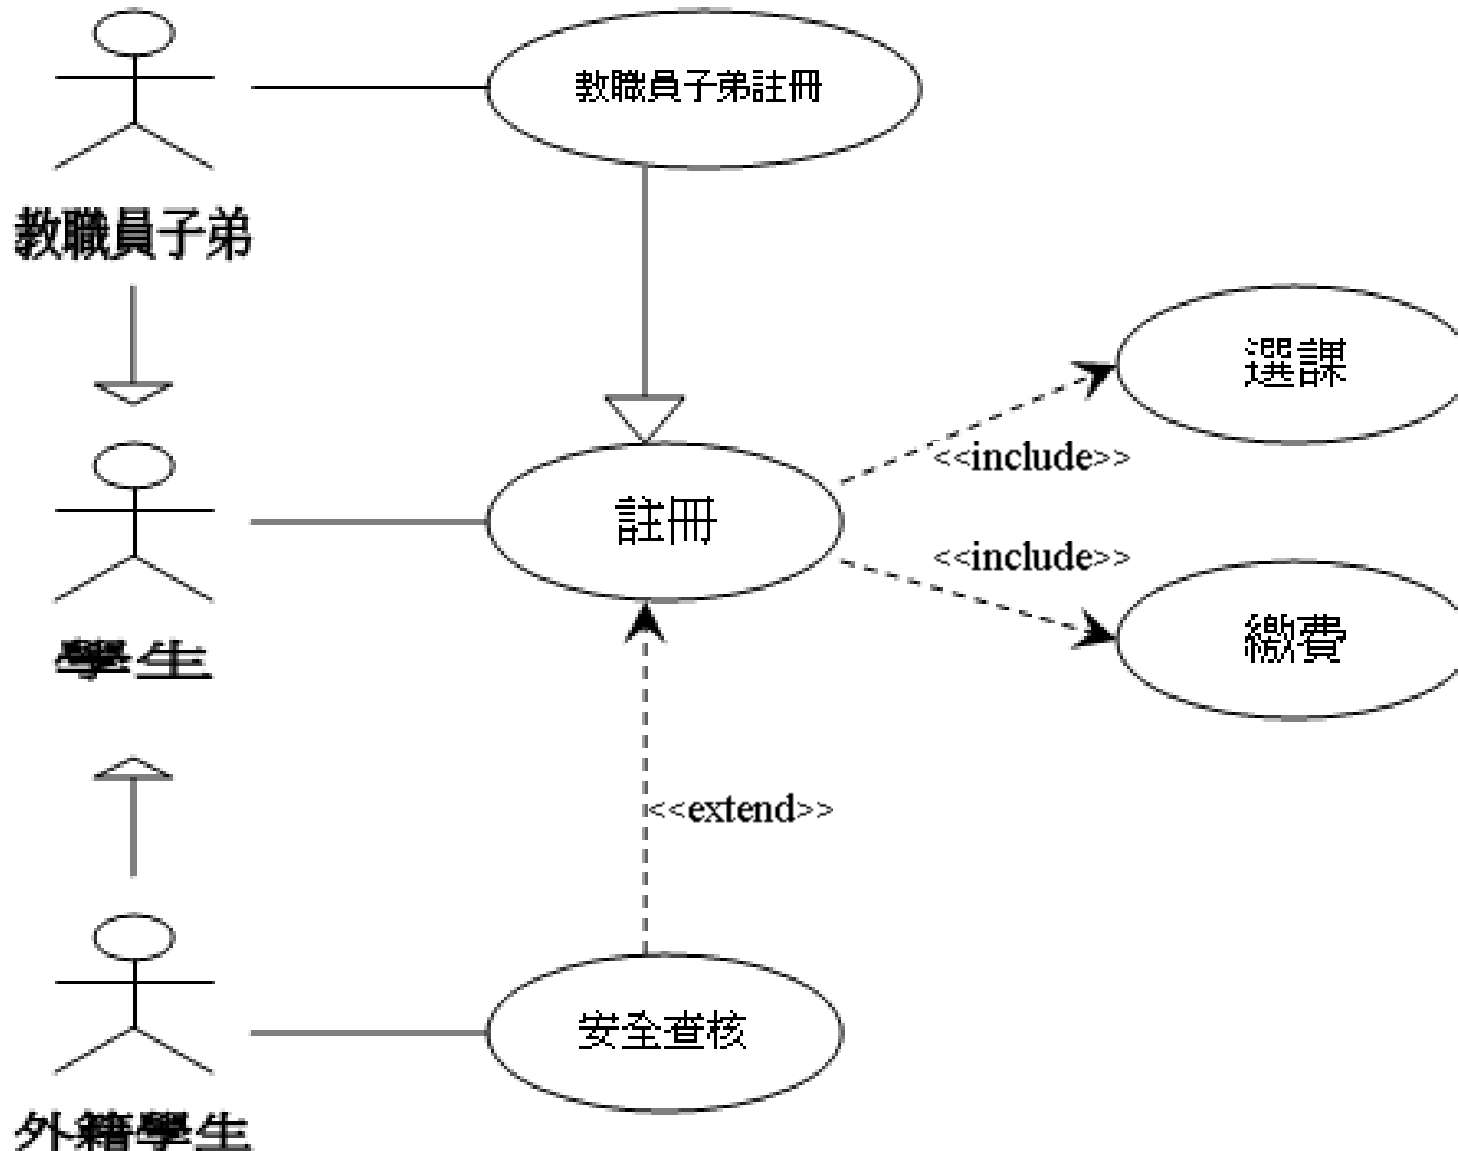 教職員子弟註冊
教職員子弟
選課
<<include>>
註冊
<<include>>
繳費
學生
<<extend>>
安全查核
外籍學生